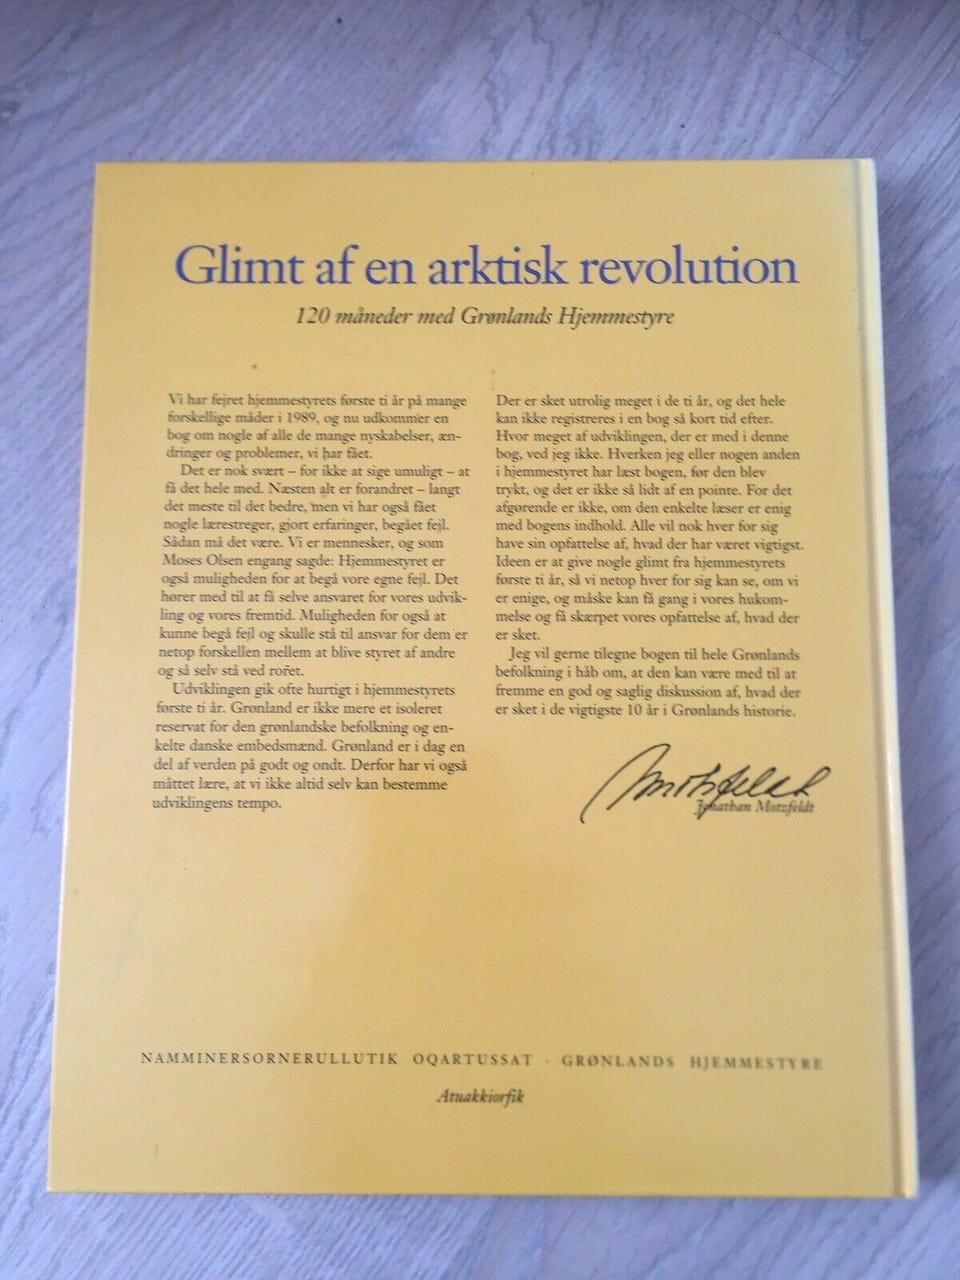 Glimt af en arktisk revolution
120 måneder med Grønlands Hjemmestyre
Vi har fejret hjemmestyrets første ti år på mange
forskellige måder i 1989, og nu udkommer en
bog om nogle af alle de mange nyskabelser, æn-
dringer og problemer, vi har fået.
Det er nok svært – for ikke at sige umuligt – at
få det hele med. Næsten alt er forandret – langt
det meste til det bedre, men vi har også fået
nogle lærestreger, gjort erfaringer, begået fejl.
Sådan må det være. Vi er mennesker, og som
Moses Olsen engang sagde: Hjemmestyret er
også muligheden for at begå vore egne fejl. Det
hører med til at få selve ansvaret for vores udvik-
ling og vores fremtid. Muligheden for også at
kunne begå fejl og skulle stå til ansvar for dem er
netop forskellen mellem at blive styret af andre
og så selv stå ved roret.
Udviklingen gik ofte hurtigt i hjemmestyrets
første ti år. Grønland er ikke mere et isoleret
reservat for den grønlandske befolkning og en-
kelte danske embedsmænd. Grønland er i dag en
del af verden på godt og ondt. Derfor har vi også
måttet lære, at vi ikke altid selv kan bestemme
udviklingens tempo.
Der er sket utrolig meget i de ti år, og det hele
kan ikke registreres i en bog så kort tid efter.
Hvor meget af udviklingen, der er med i denne
bog, ved jeg ikke. Hverken jeg eller nogen anden
i hjemmestyret har læst bogen, før den blev
trykt, og det er ikke så lidt af en pointe. For det
afgørende er ikke, om den enkelte læser er enig
med bogens indhold. Alle vil nok hver for sig
have sin opfattelse af, hvad der har været vigtigst.
Ideen er at give nogle glimt fra hjemmestyrets
første ti år, så vi netop hver for sig kan se, om vi
er enige, og måske kan få gang i vores hukom-
melse og få skærpet vores opfattelse af, hvad der
er sket.
Jeg vil gerne tilegne bogen til hele Grønlands
befolkning i håb om, at den kan være med til at
fremme en god og saglig diskussion af, hvad der
er sket i de vigtigste 10 år i Grønlands historie.
Motzfeldt
Jonathan Motzfeldt
NAMMINERSORNERULLUTIK OQARTUSSAT · GRØNLANDS HJEMMESTYRE
Atuakkiorfik